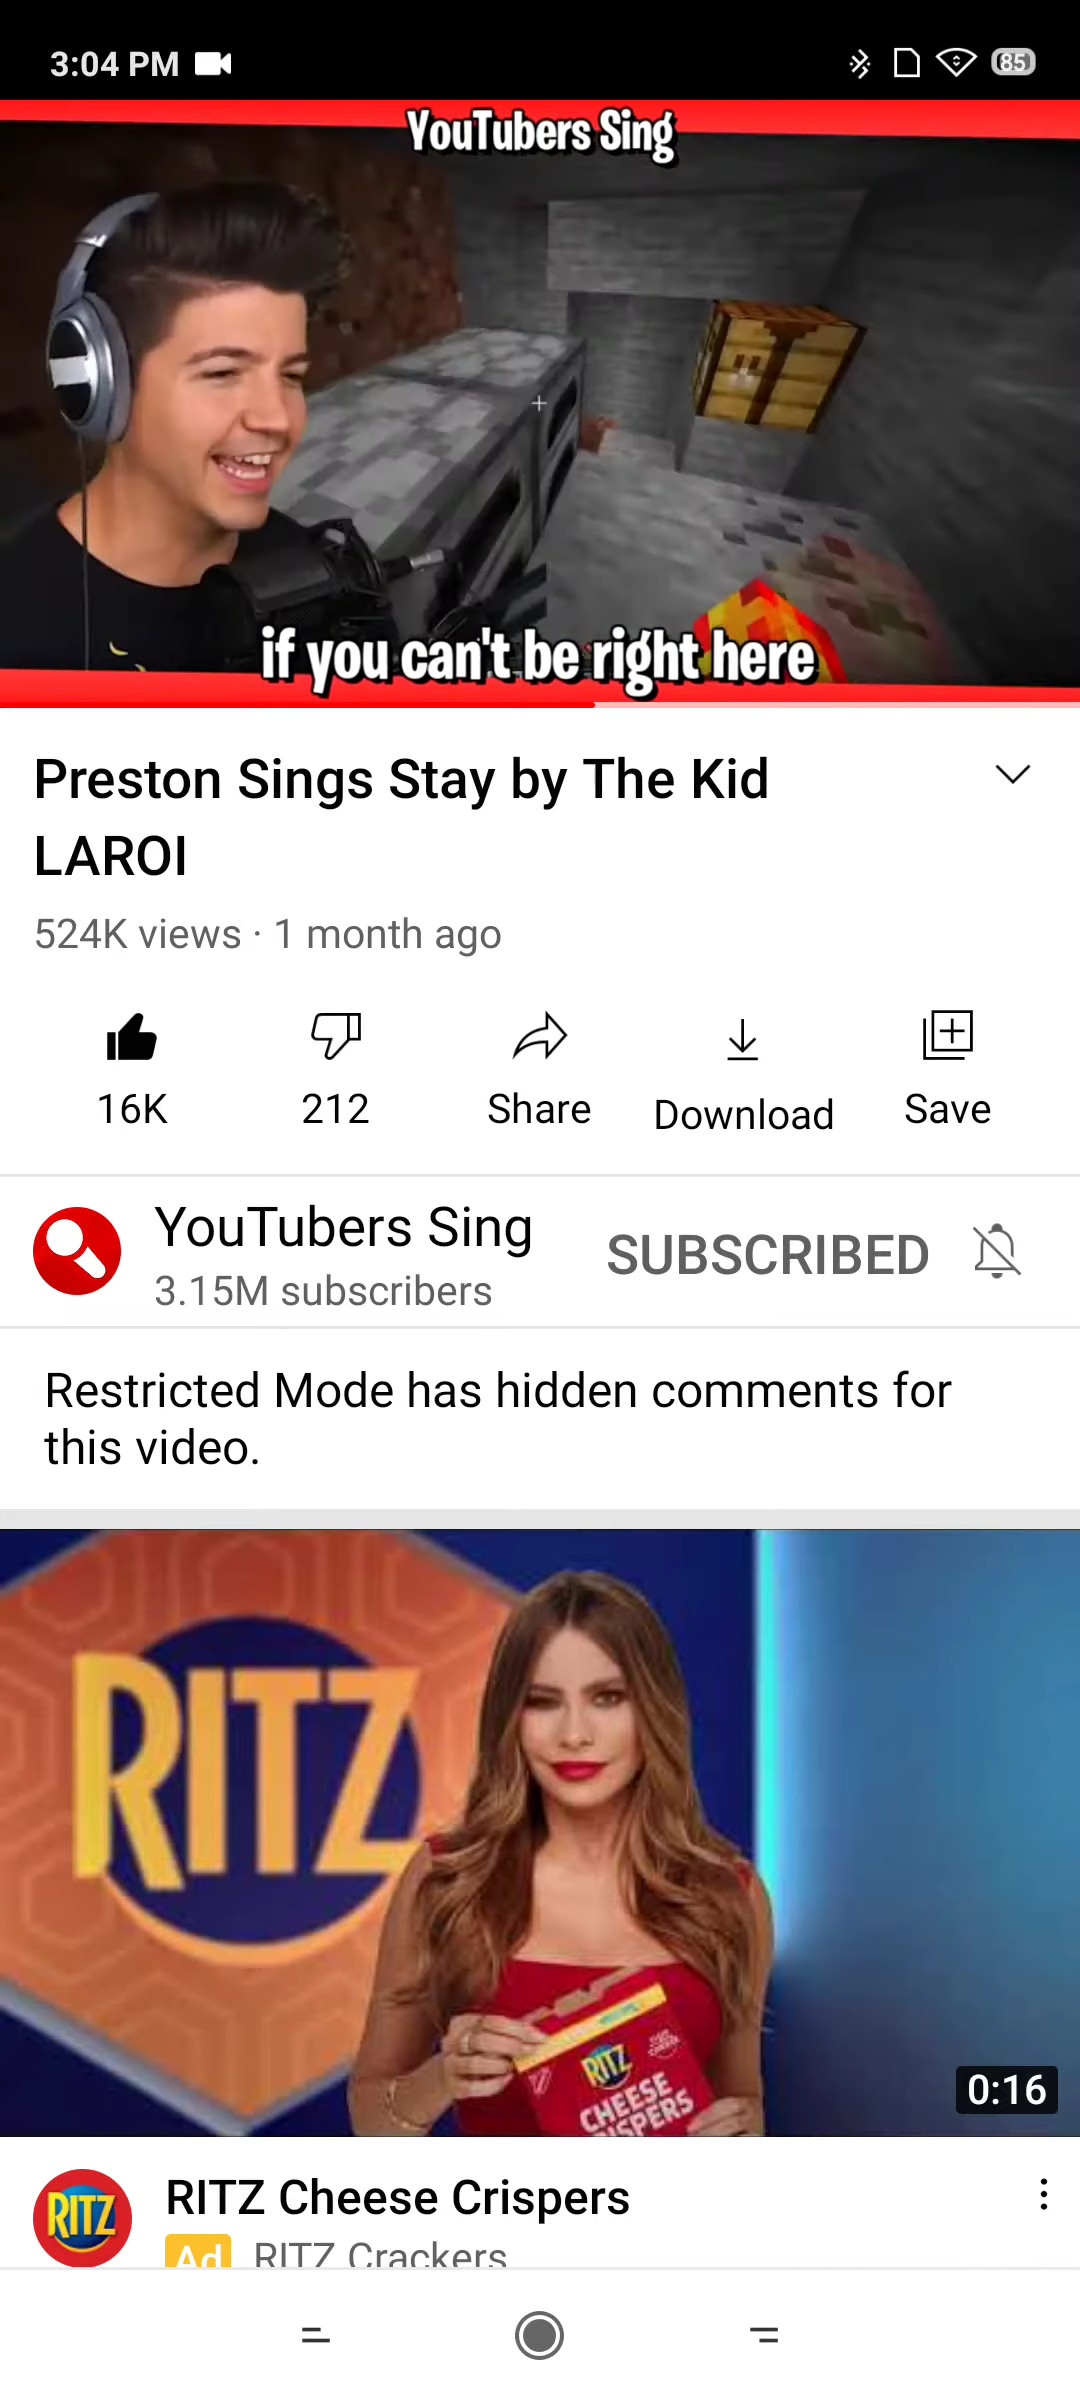 3:04 PM
85
YouTubers Sing
if you can't be right here
Preston Sings Stay by The Kid
LAROI
524K views · 1 month ago
16K
212
Share
Download
Save
YouTubers Sing
3.15M subscribers
SUBSCRIBED
Restricted Mode has hidden comments for
this video.
RITZ
RITZ
CHEESE
0:16
RITZ
RITZ Cheese Crispers
Ad RITZ Crackers